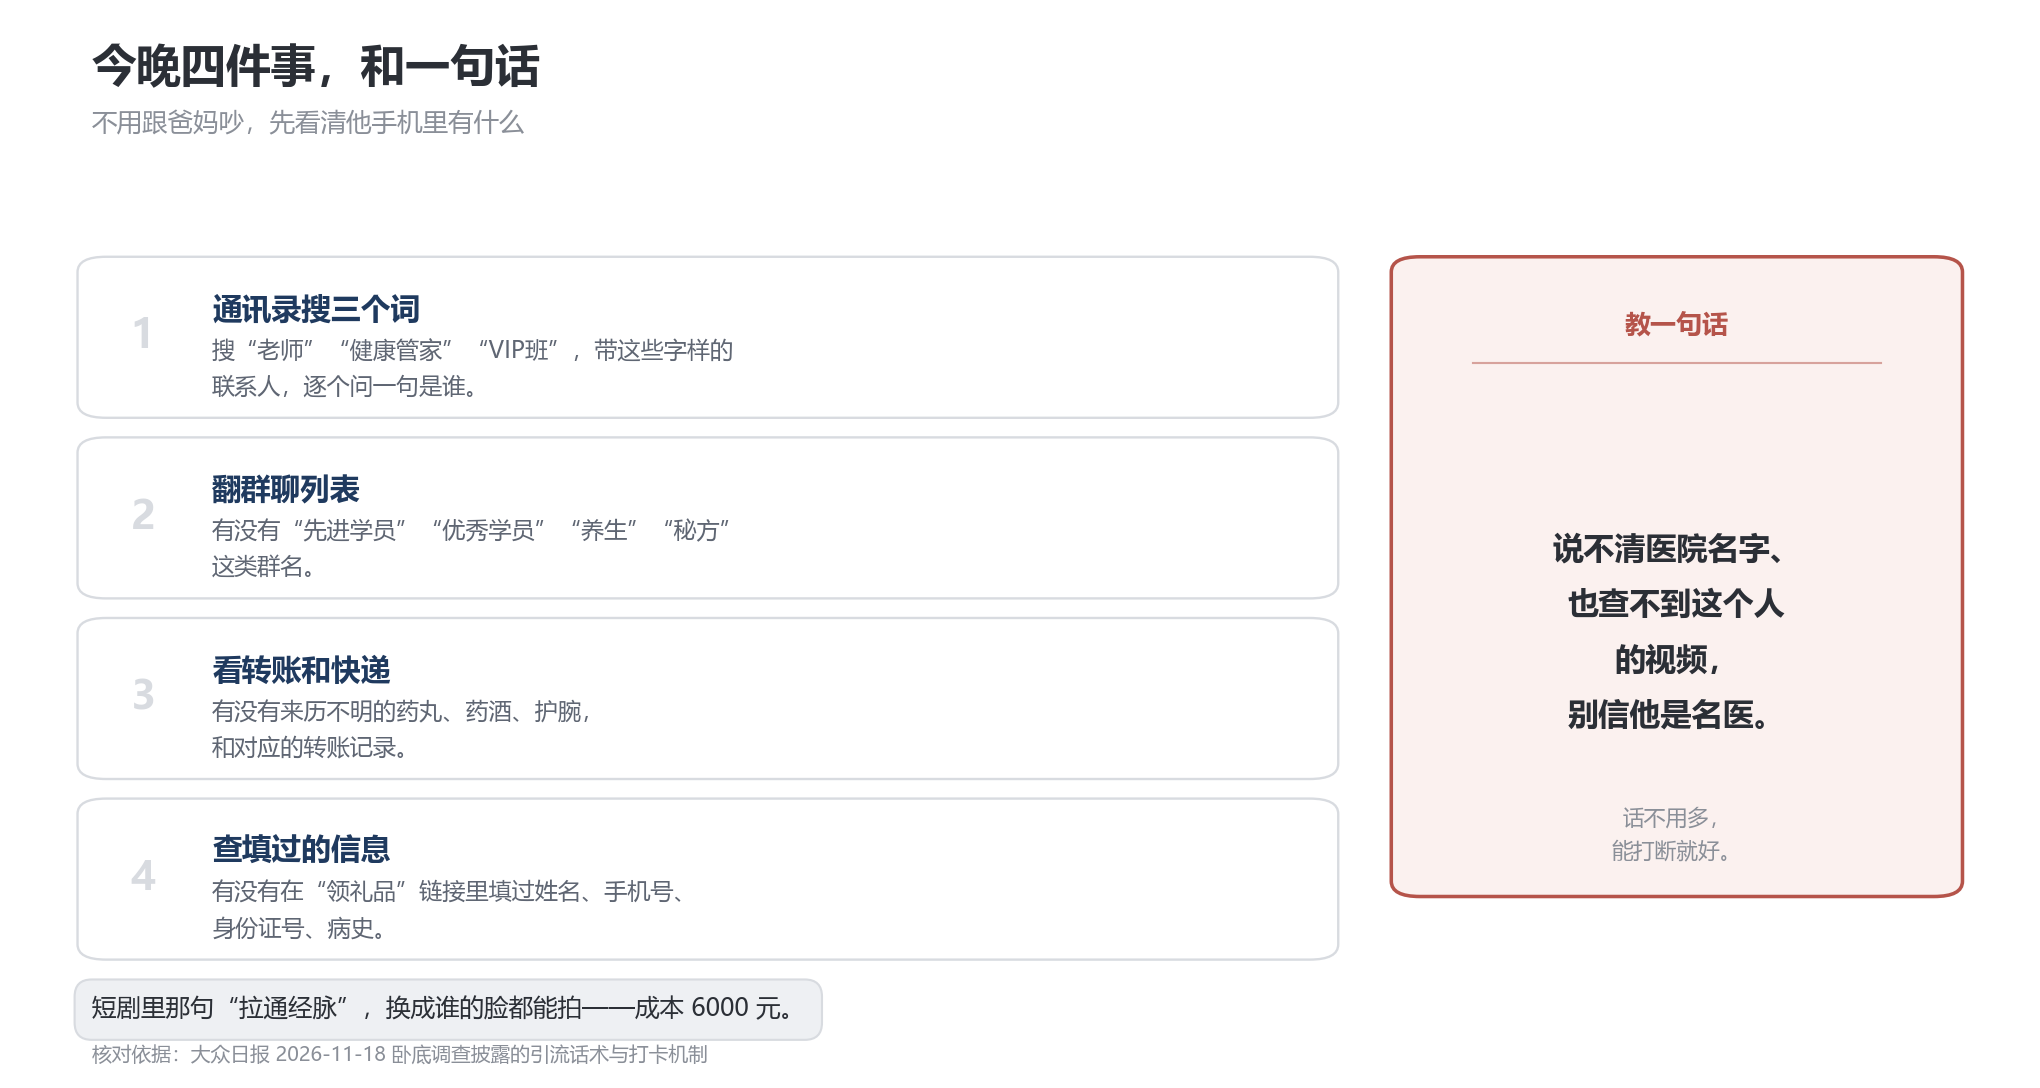 今晚四件事，和一句话
不用跟爸妈吵，先看清他手机里有什么
1
通讯录搜三个词
搜“老师”“健康管家”“VIP班”，带这些字样的
联系人，逐个问一句是谁。
2
翻群聊列表
有没有“先进学员”“优秀学员”“养生”“秘方”
这类群名。
3
看转账和快递
有没有来历不明的药丸、药酒、护腕，
和对应的转账记录。
4
查填过的信息
有没有在“领礼品”链接里填过姓名、手机号、
身份证号、病史。
教一句话
说不清医院名字、
也查不到这个人
的视频，
别信他是名医。
话不用多，
能打断就好。
短剧里那句“拉通经脉”，换成谁的脸都能拍——成本 6000 元。
核对依据：大众日报 2026-11-18 卧底调查披露的引流话术与打卡机制